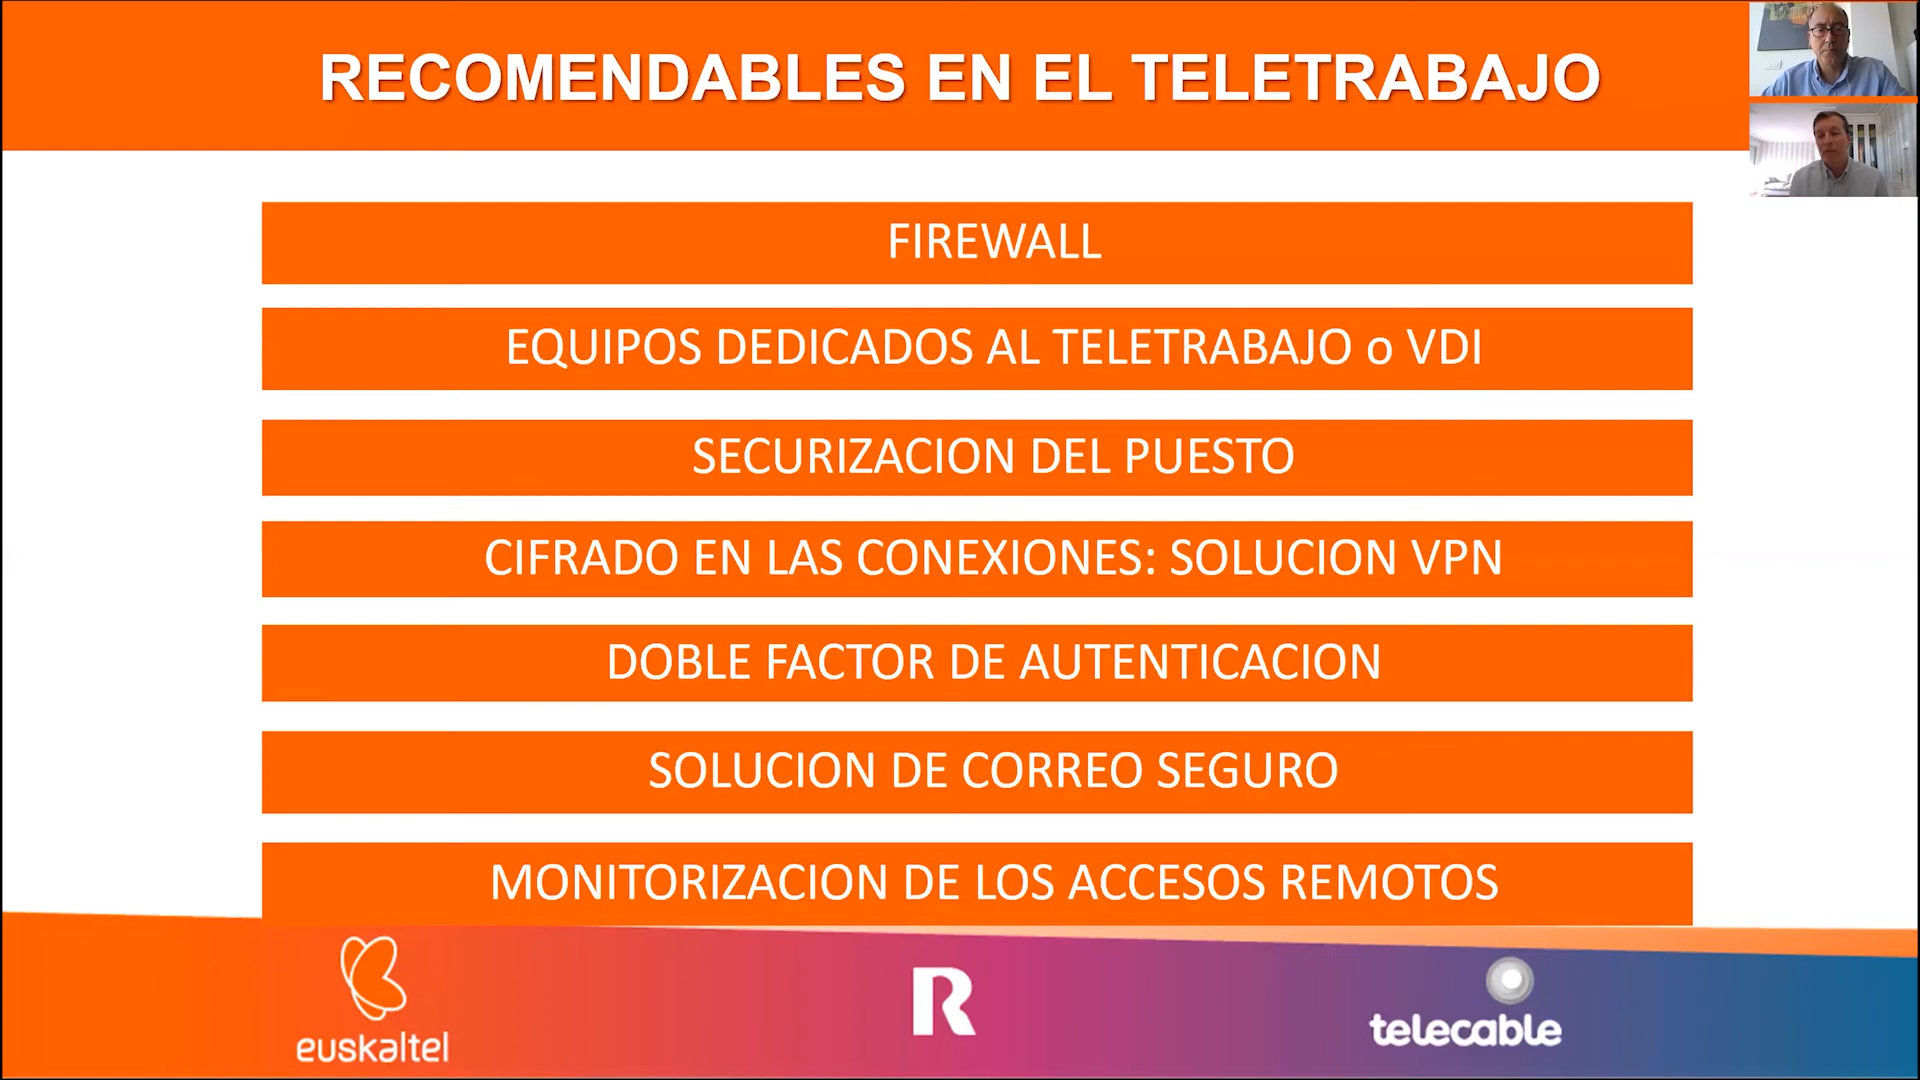 RECOMENDABLES EN EL TELETRABAJO
FIREWALL
EQUIPOS DEDICADOS AL TELETRABAJO o VDI
SECURIZACION DEL PUESTO
CIFRADO EN LAS CONEXIONES: SOLUCION VPN
DOBLE FACTOR DE AUTENTICACION
SOLUCION DE CORREO SEGURO
MONITORIZACION DE LOS ACCESOS REMOTOS
euskaltel
R
telecable